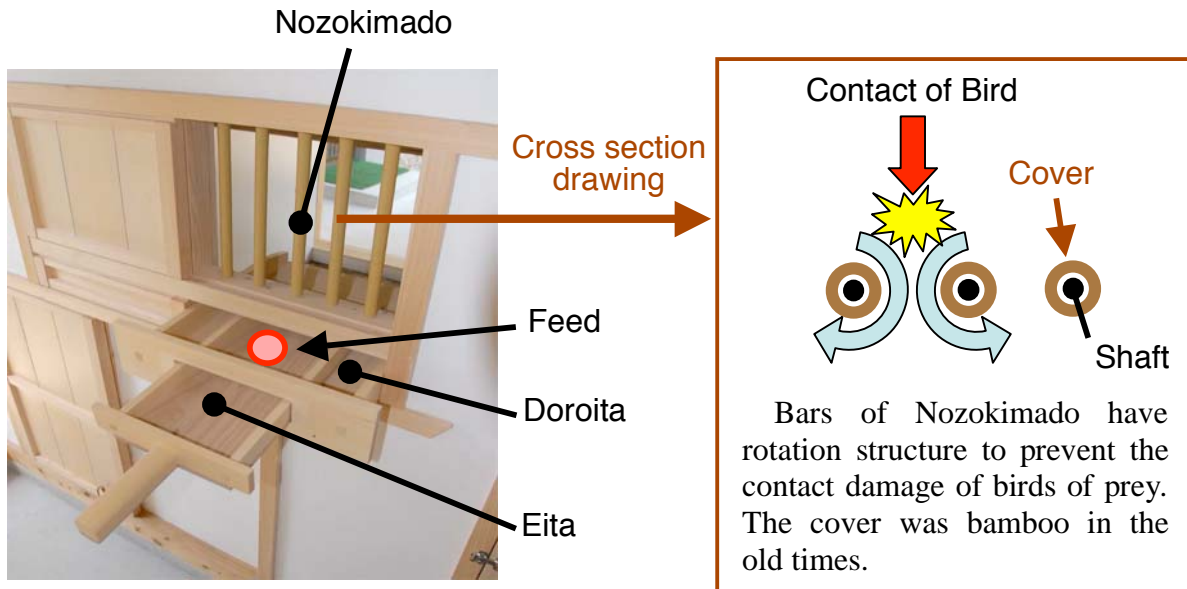 Nozokimado
Cross section
drawing
Feed
Doroita
Eita
Contact of Bird
Cover
Shaft
Bars of Nozokimado have
rotation structure to prevent the
contact damage of birds of prey.
The cover was bamboo in the
old times.